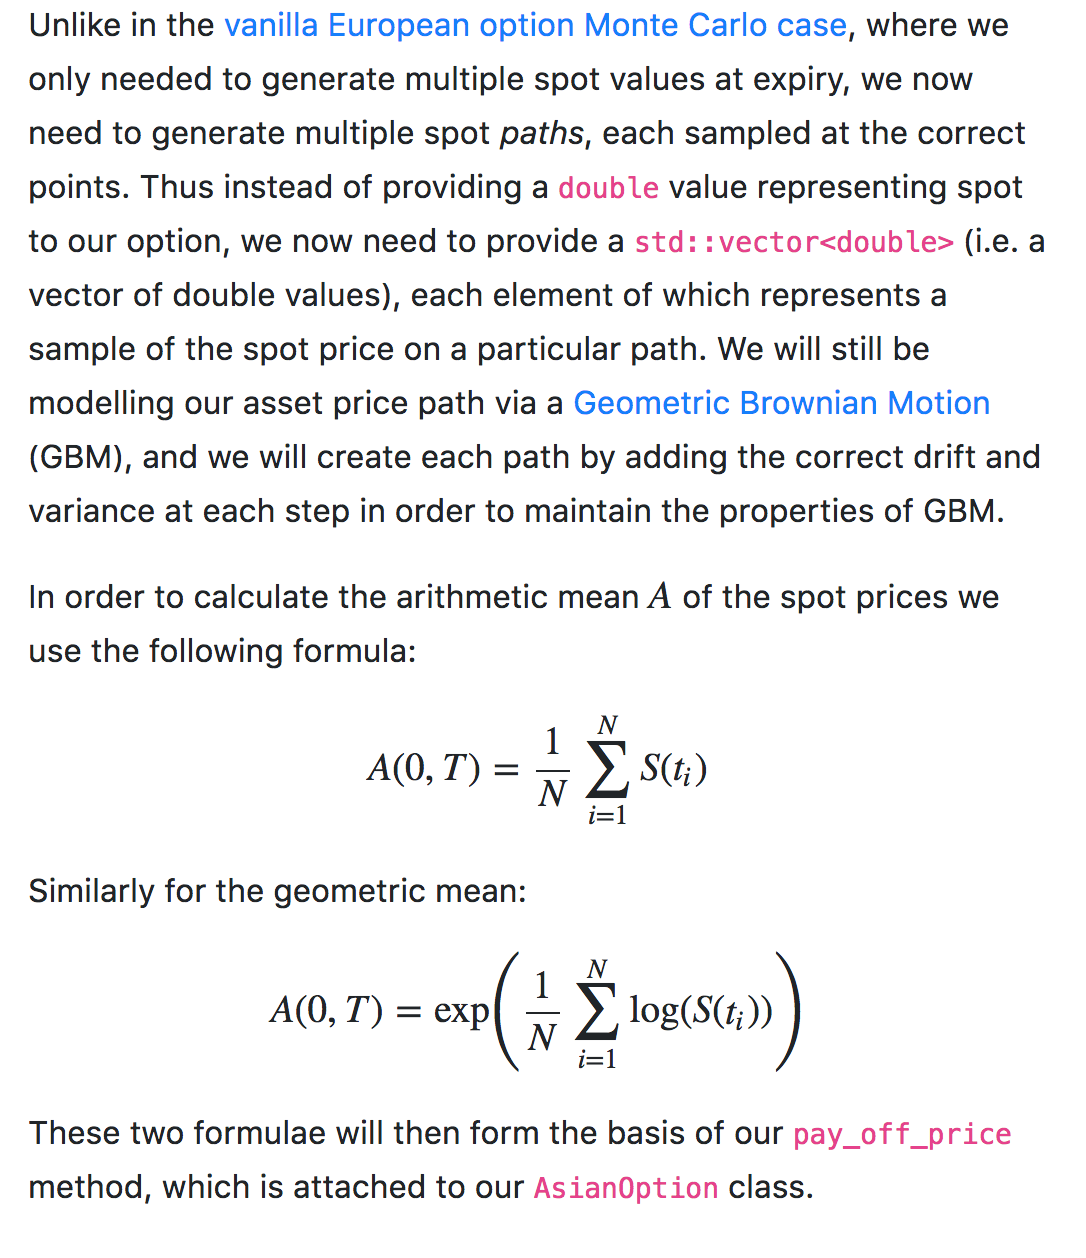 Unlike in the vanilla European option Monte Carlo case, where we
only needed to generate multiple spot values at expiry, we now
need to generate multiple spot paths, each sampled at the correct
points. Thus instead of providing a double value representing spot
to our option, we now need to provide a std::vector<double> (i.e. a
vector of double values), each element of which represents a
sample of the spot price on a particular path. We will still be
modelling our asset price path via a Geometric Brownian Motion
(GBM), and we will create each path by adding the correct drift and
variance at each step in order to maintain the properties of GBM.
In order to calculate the arithmetic mean A of the spot prices we
use the following formula:
A(0, T) = \frac{1}{N} \sum_{i=1}^{N} S(t_i)
Similarly for the geometric mean:
A(0, T) = \exp\left( \frac{1}{N} \sum_{i=1}^{N} \log(S(t_i)) \right)
These two formulae will then form the basis of our pay_off_price
method, which is attached to our AsianOption class.